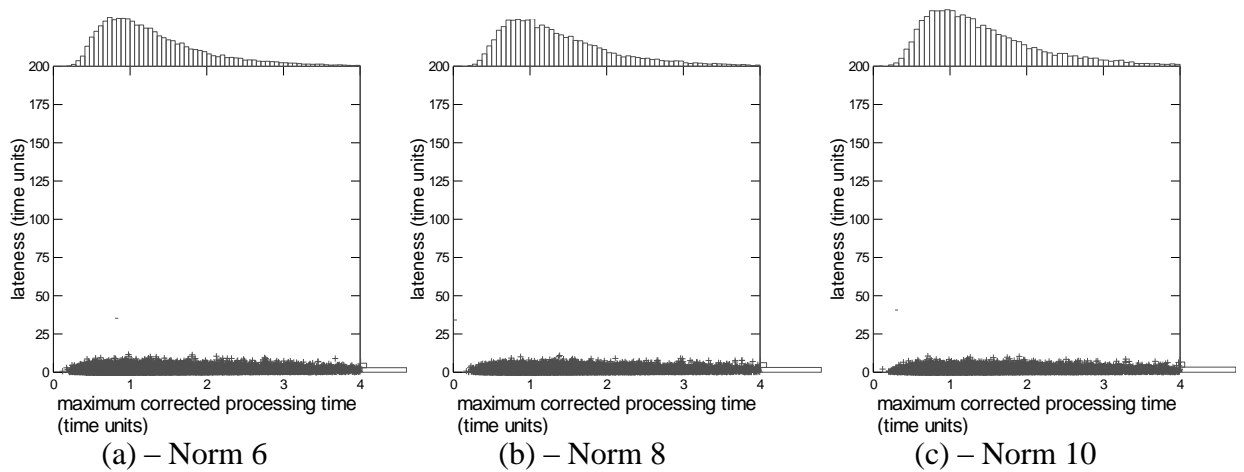 200
175
150
125
100
75
50
25
0
lateness (time units)
0 1 2 3 4
maximum corrected processing time
(time units)
(a) – Norm 6
200
175
150
125
100
75
50
25
0
lateness (time units)
0 1 2 3 4
maximum corrected processing time
(time units)
(b) – Norm 8
200
175
150
125
100
75
50
25
0
lateness (time units)
0 1 2 3 4
maximum corrected processing time
(time units)
(c) – Norm 10